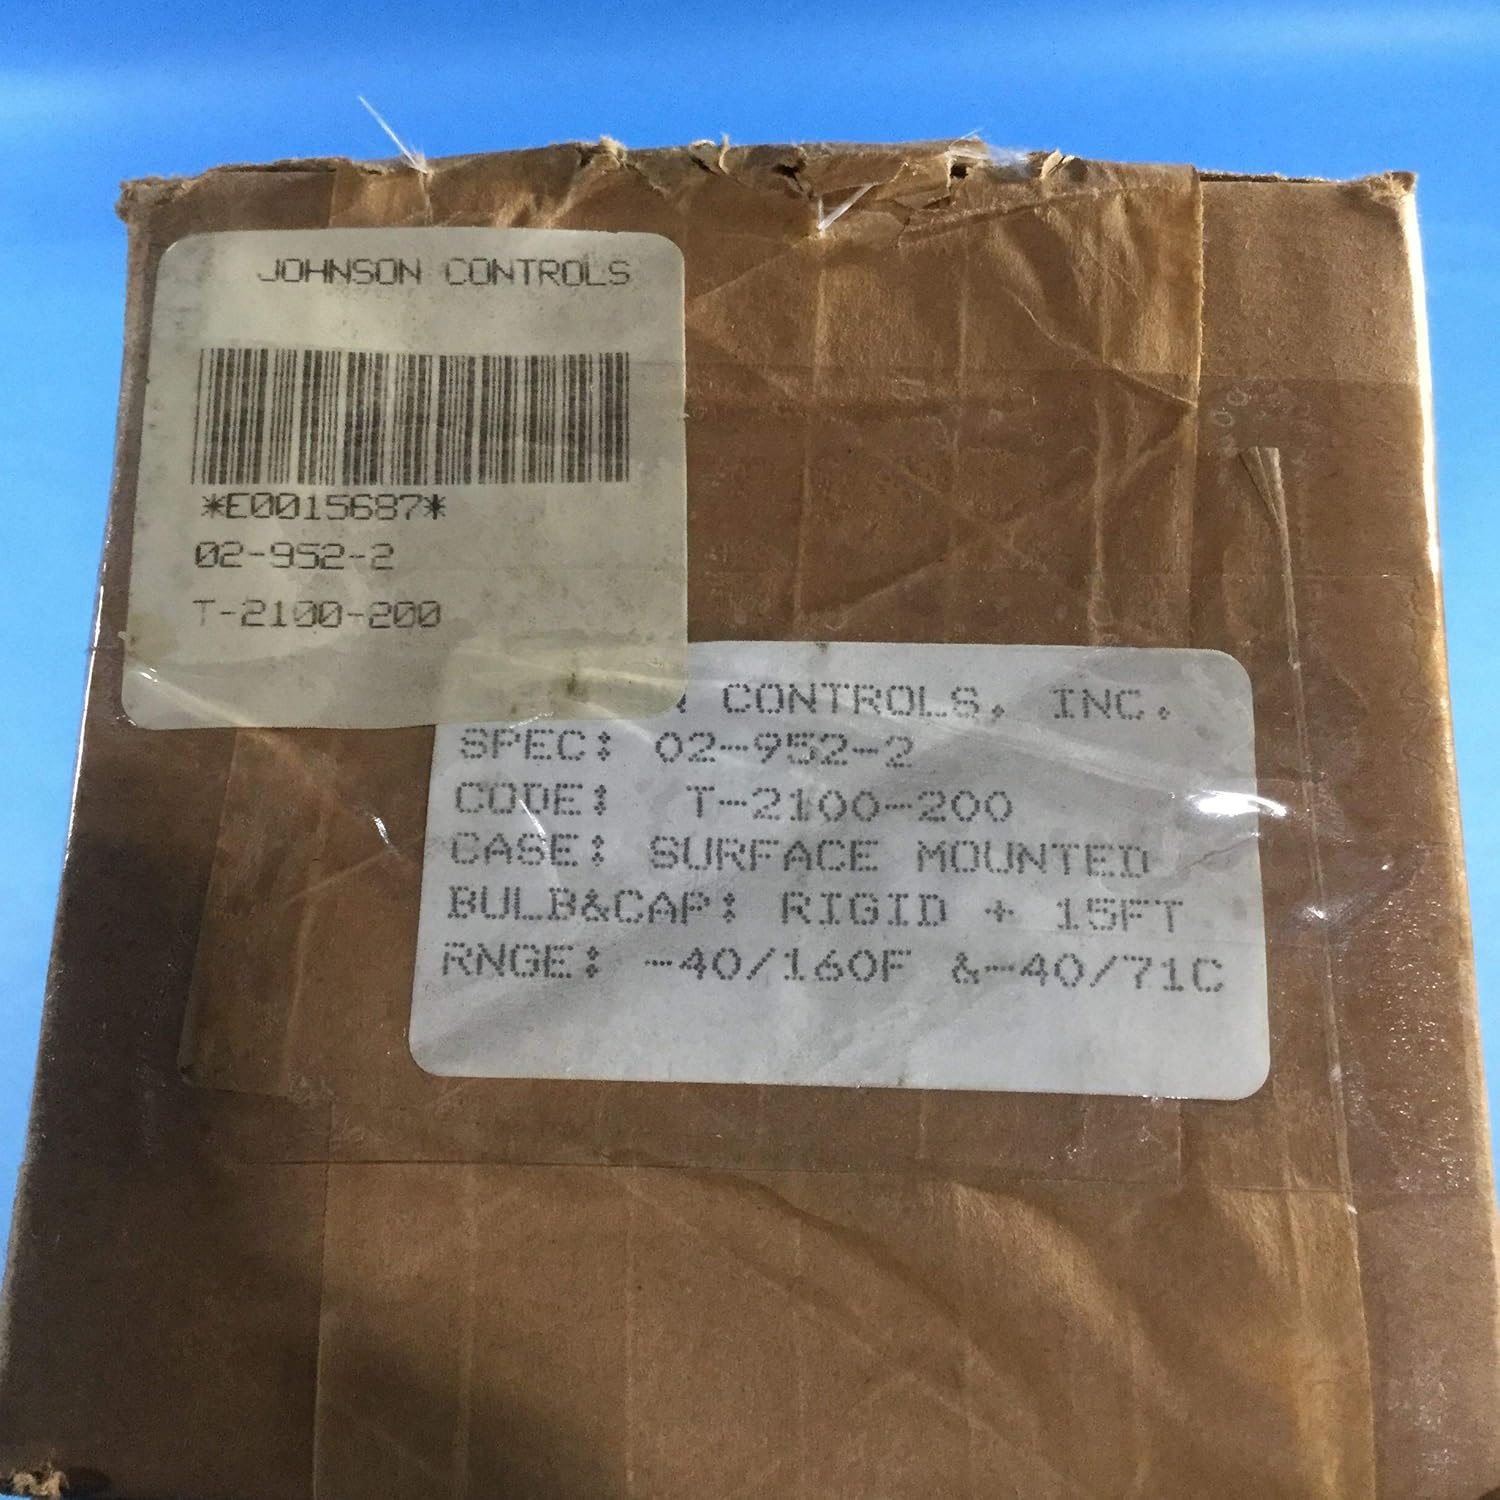 JOHNSON CONTROLS
*E0015687*
02-952-2
T-2100-200
CONTROLS, INC.
SPEC: 02-952-2
CODE: T-2100-200
CASE: SURFACE MOUNTED
BULB&CAP: RIGID + 15FT
RNGE: -40/160F &-40/71C